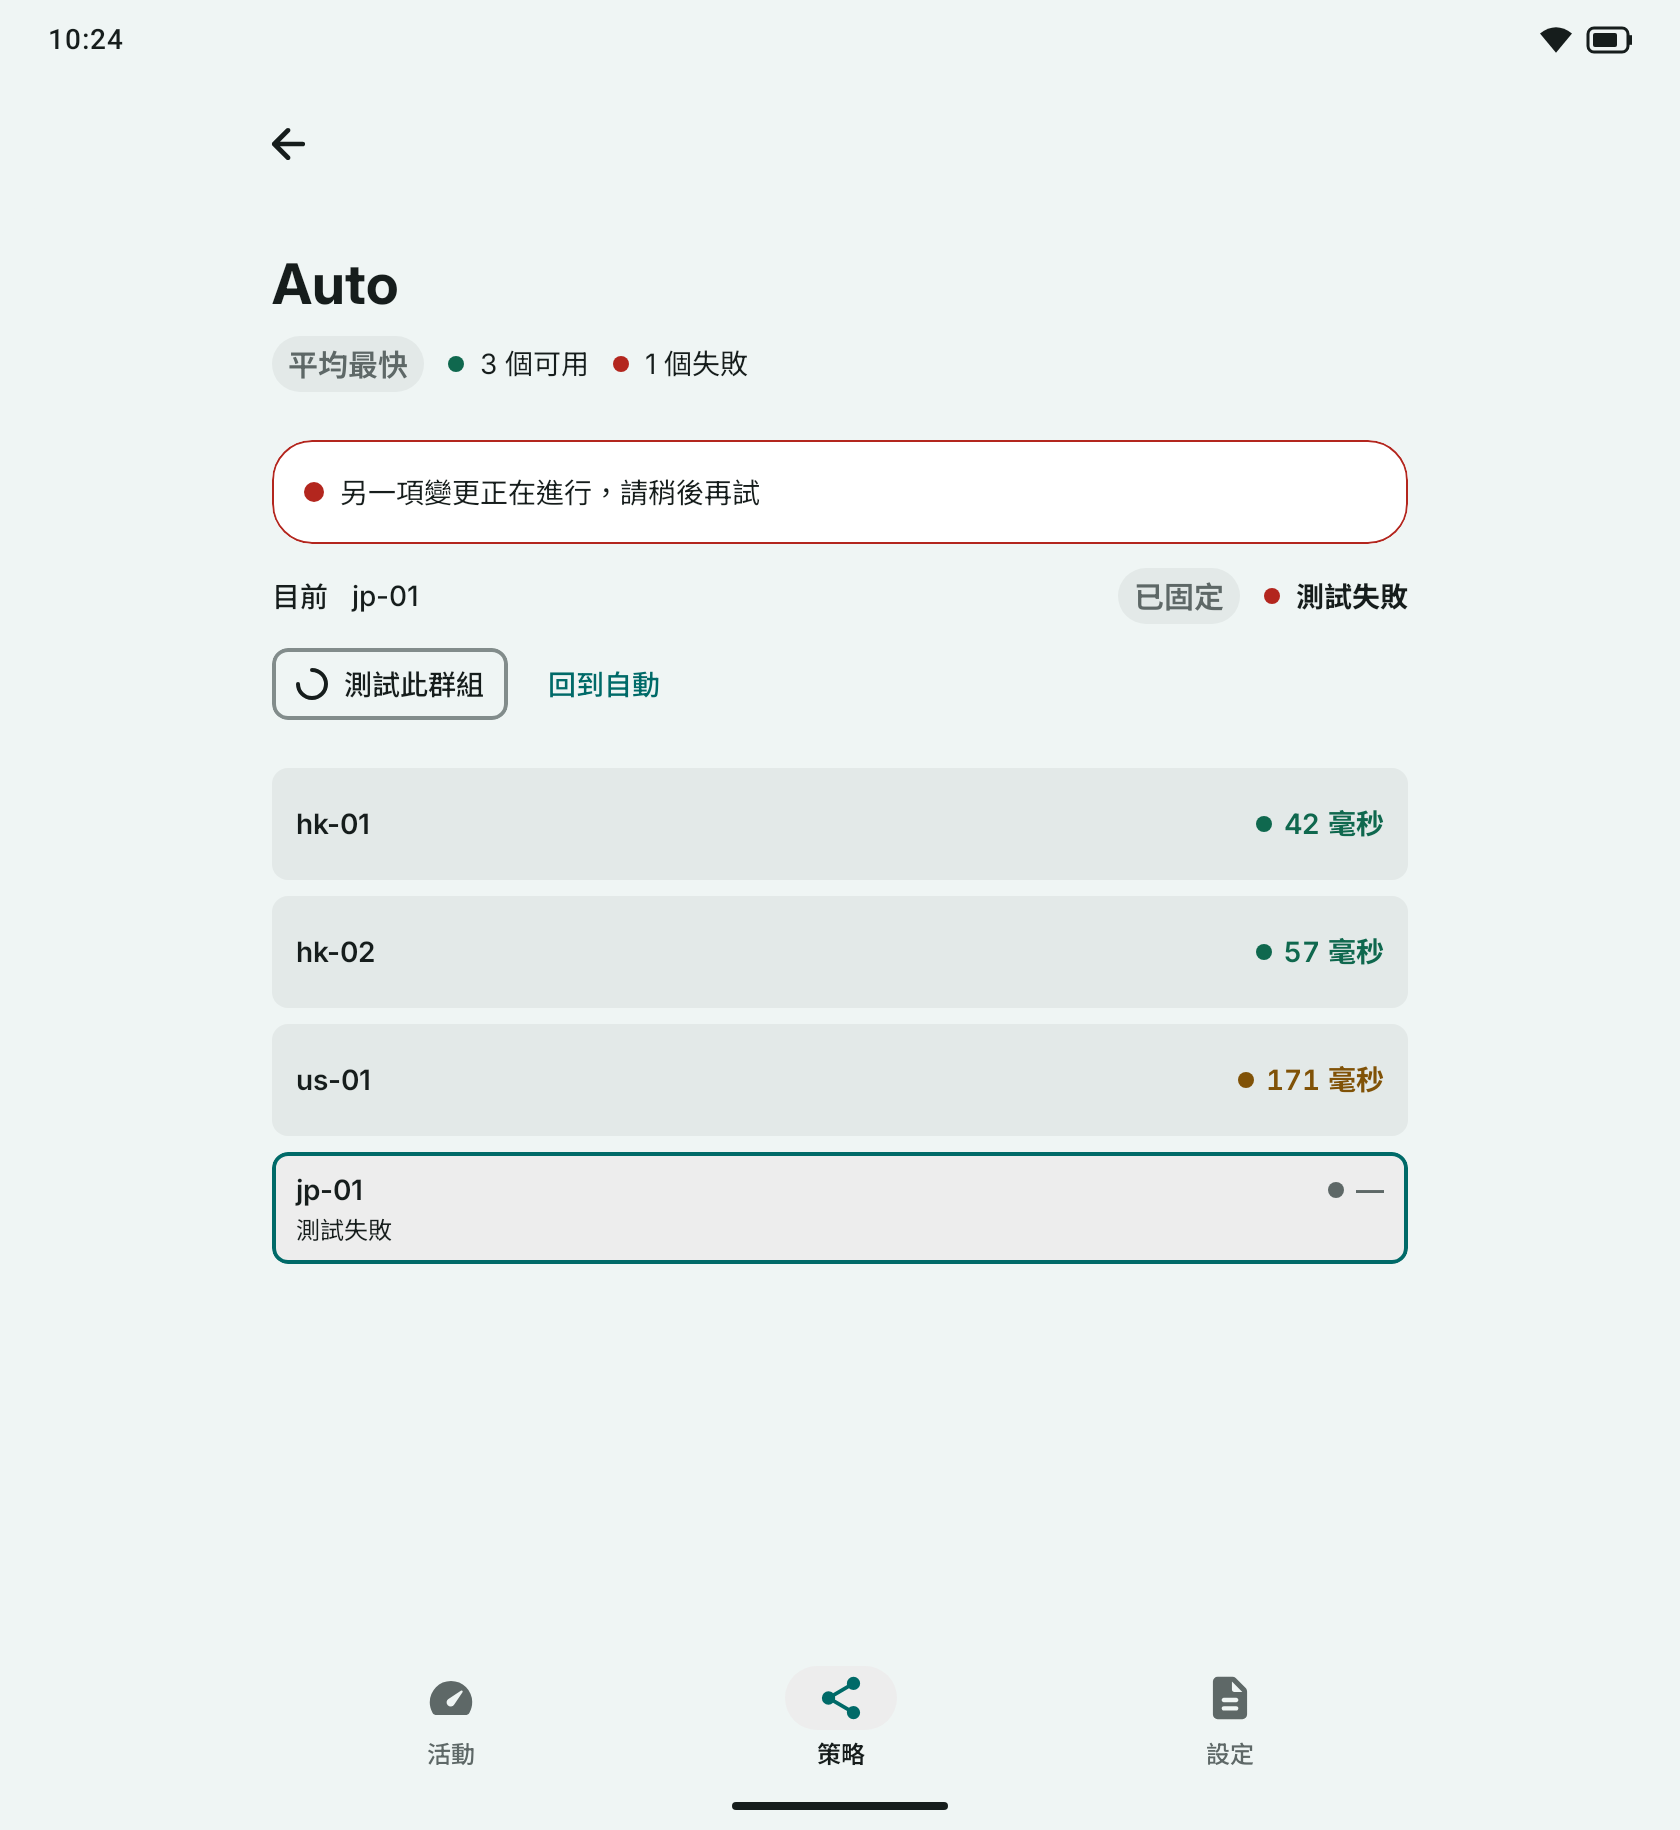 10:24
Auto
平均最快 3 個可用 1 個失敗
另一項變更正在進行，請稍後再試
目前 jp-01 已固定 測試失敗
測試此群組 回到自動
hk-01 42 毫秒
hk-02 57 毫秒
us-01 171 毫秒
jp-01 —
測試失敗
活動 策略 設定